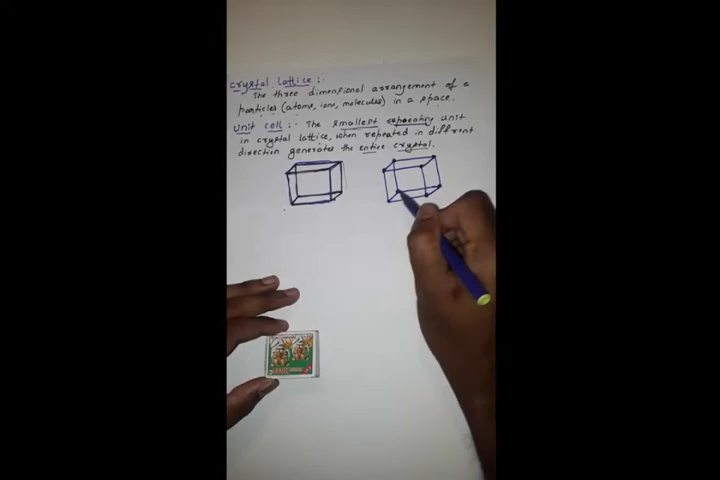 Crystal lattice :-
The three dimensional arrangement of a
particles (atoms, ions, molecules) in a space.
Unit cell :- The smallest repeating unit
in crystal lattice, when repeated in different
direction generates the entire crystal.